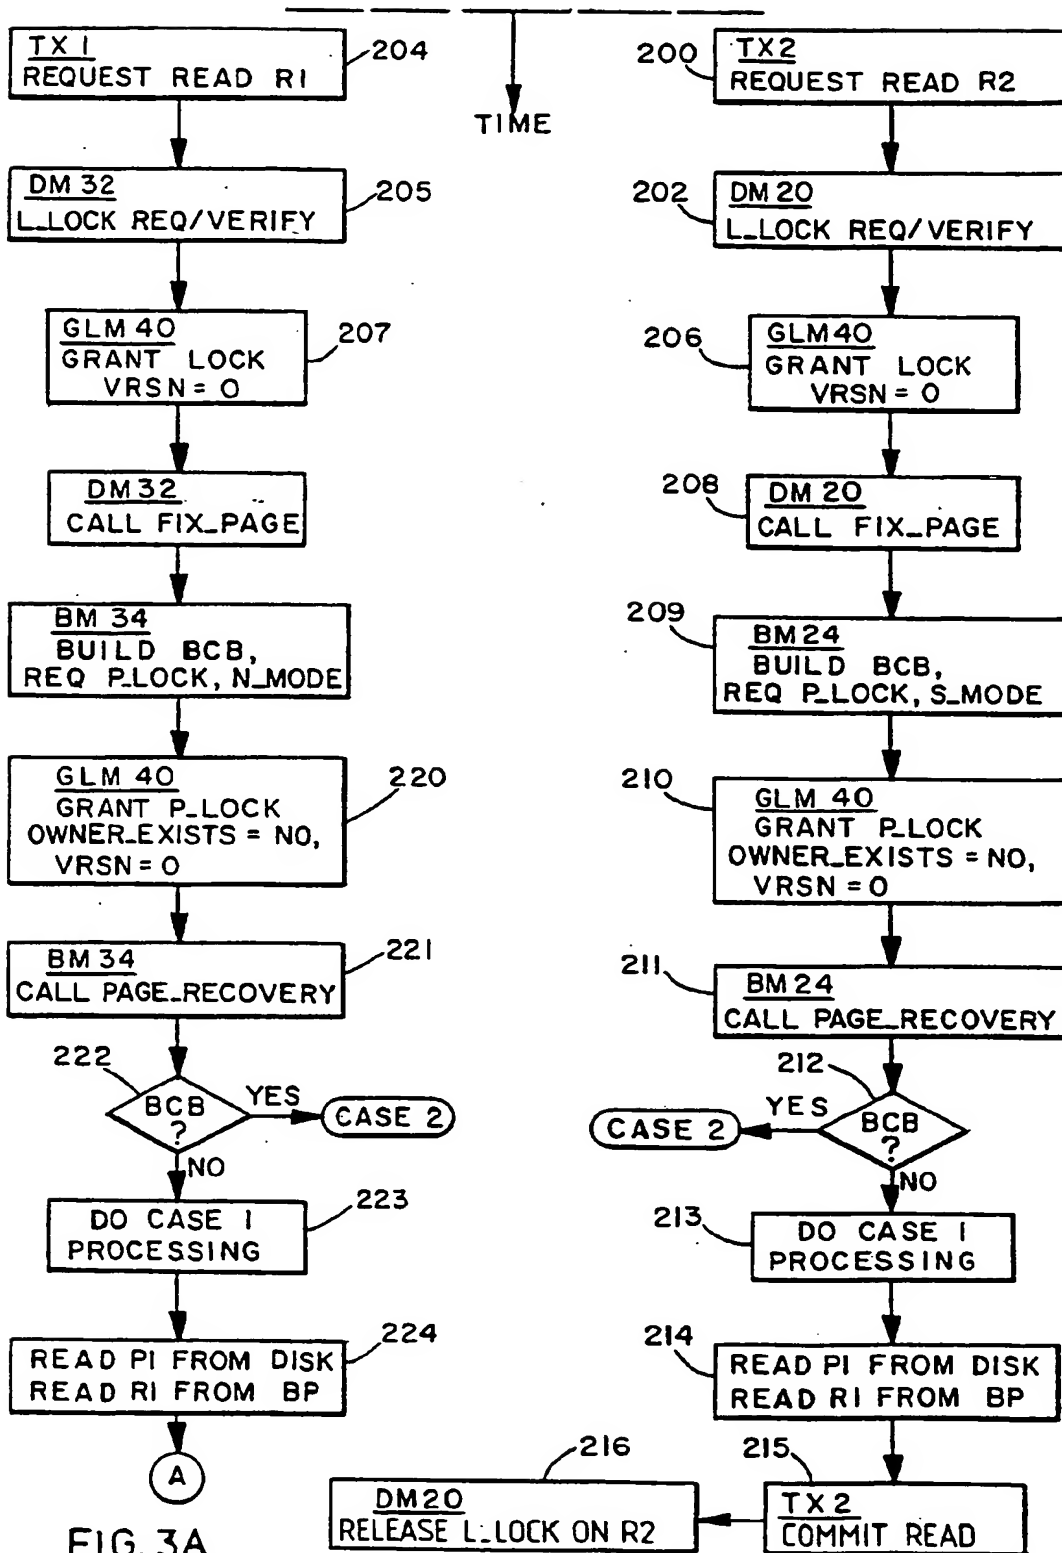 TX 1
REQUEST READ R1
204
TIME
200
TX2
REQUEST READ R2
DM 32
L_LOCK REQ/VERIFY
205
202
DM 20
L_LOCK REQ/VERIFY
GLM 40
GRANT LOCK
VRSN = 0
207
206
GLM40
GRANT LOCK
VRSN = 0
DM 32
CALL FIX_PAGE
208
DM 20
CALL FIX_PAGE
BM 34
BUILD BCB,
REQ P_LOCK, N_MODE
209
BM 24
BUILD BCB,
REQ P_LOCK, S_MODE
GLM 40
GRANT P_LOCK
OWNER_EXISTS = NO,
VRSN = 0
220
210
GLM 40
GRANT P_LOCK
OWNER_EXISTS = NO,
VRSN = 0
BM 34
CALL PAGE_RECOVERY
221
211
BM 24
CALL PAGE_RECOVERY
222
BCB
?
YES
CASE 2
NO
212
BCB
?
YES
CASE 2
NO
DO CASE 1
PROCESSING
223
213
DO CASE 1
PROCESSING
READ P1 FROM DISK
READ R1 FROM BP
224
214
READ P1 FROM DISK
READ R1 FROM BP
A
216
DM20
RELEASE L_LOCK ON R2
215
TX 2
COMMIT READ
FIG. 3A